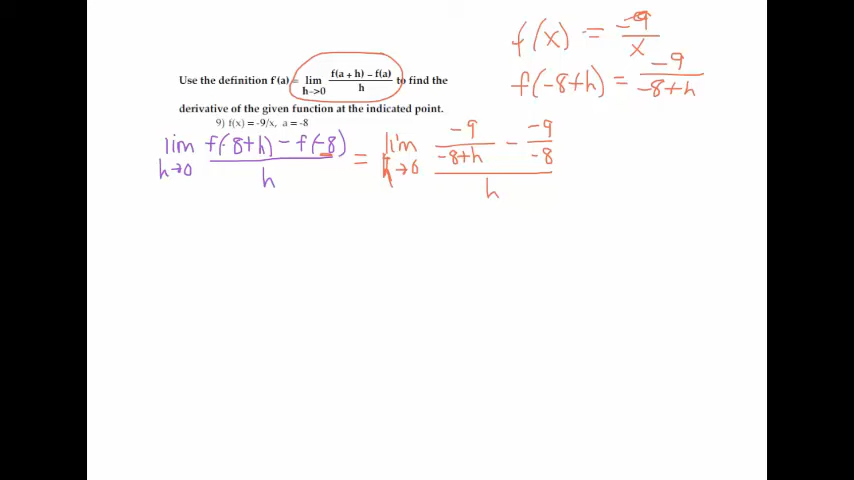 f(x) = -9/x
f(-8+h) = -9/(-8+h)
Use the definition f'(a) = lim h->0 (f(a + h) - f(a))/h to find the
derivative of the given function at the indicated point.
9) f(x) = -9/x, a = -8
lim h→0 (f(-8+h) - f(-8))/h = lim h→0 (-9/(-8+h) - -9/-8)/h